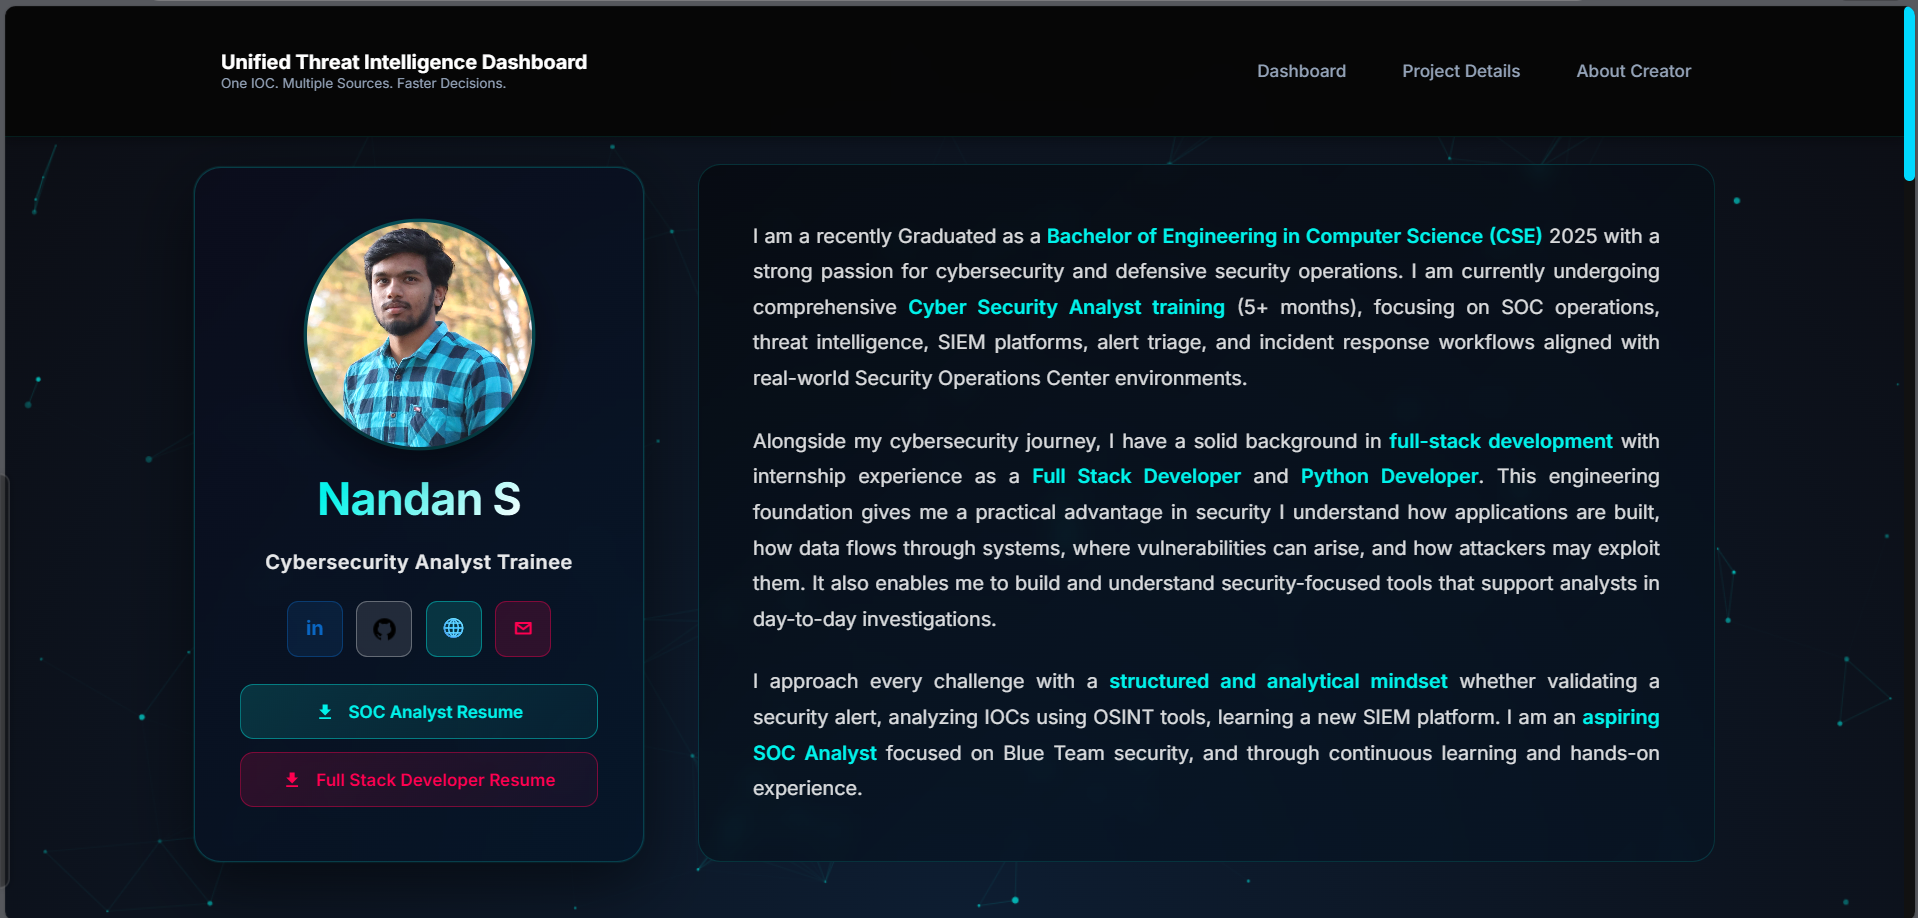 Unified Threat Intelligence Dashboard
One IOC. Multiple Sources. Faster Decisions.
Dashboard
Project Details
About Creator
Nandan S
Cybersecurity Analyst Trainee
in
SOC Analyst Resume
Full Stack Developer Resume
I am a recently Graduated as a Bachelor of Engineering in Computer Science (CSE) 2025 with a
strong passion for cybersecurity and defensive security operations. I am currently undergoing
comprehensive Cyber Security Analyst training (5+ months), focusing on SOC operations,
threat intelligence, SIEM platforms, alert triage, and incident response workflows aligned with
real-world Security Operations Center environments.
Alongside my cybersecurity journey, I have a solid background in full-stack development with
internship experience as a Full Stack Developer and Python Developer. This engineering
foundation gives me a practical advantage in security I understand how applications are built,
how data flows through systems, where vulnerabilities can arise, and how attackers may exploit
them. It also enables me to build and understand security-focused tools that support analysts in
day-to-day investigations.
I approach every challenge with a structured and analytical mindset whether validating a
security alert, analyzing IOCs using OSINT tools, learning a new SIEM platform. I am an aspiring
SOC Analyst focused on Blue Team security, and through continuous learning and hands-on
experience.